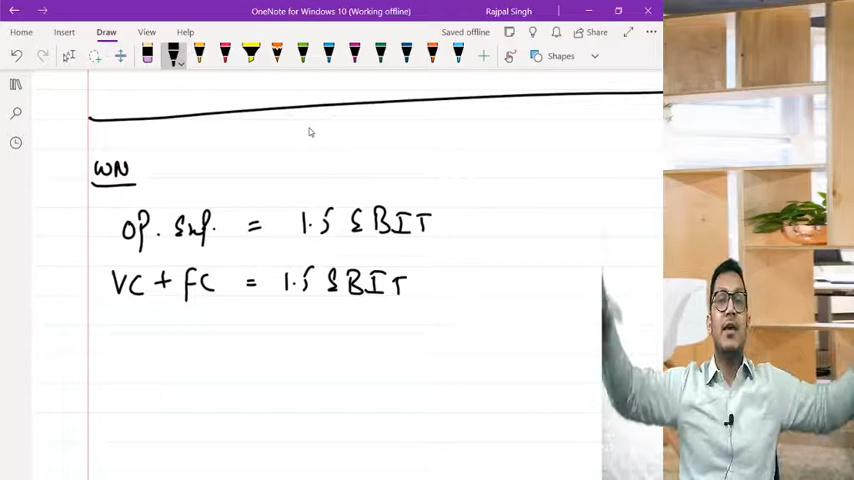 OneNote for Windows 10 (Working offline)
Rajpal Singh
Home Insert Draw View Help
Saved offline Share
Shapes
WN
OP. Exp. = 1.5 EBIT
VC + FC = 1.5 EBIT